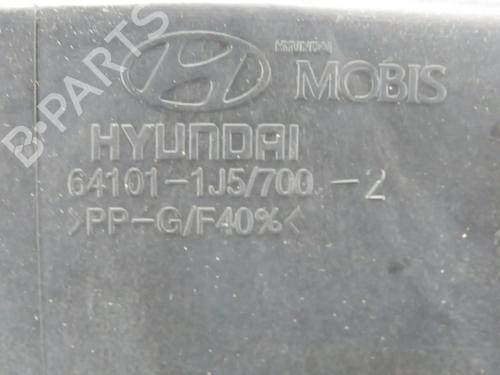 B-PARTS
HYUNDAI
MOBIS
HYUNDAI
64101-1J5/700 -2
>PP-G/F40%<